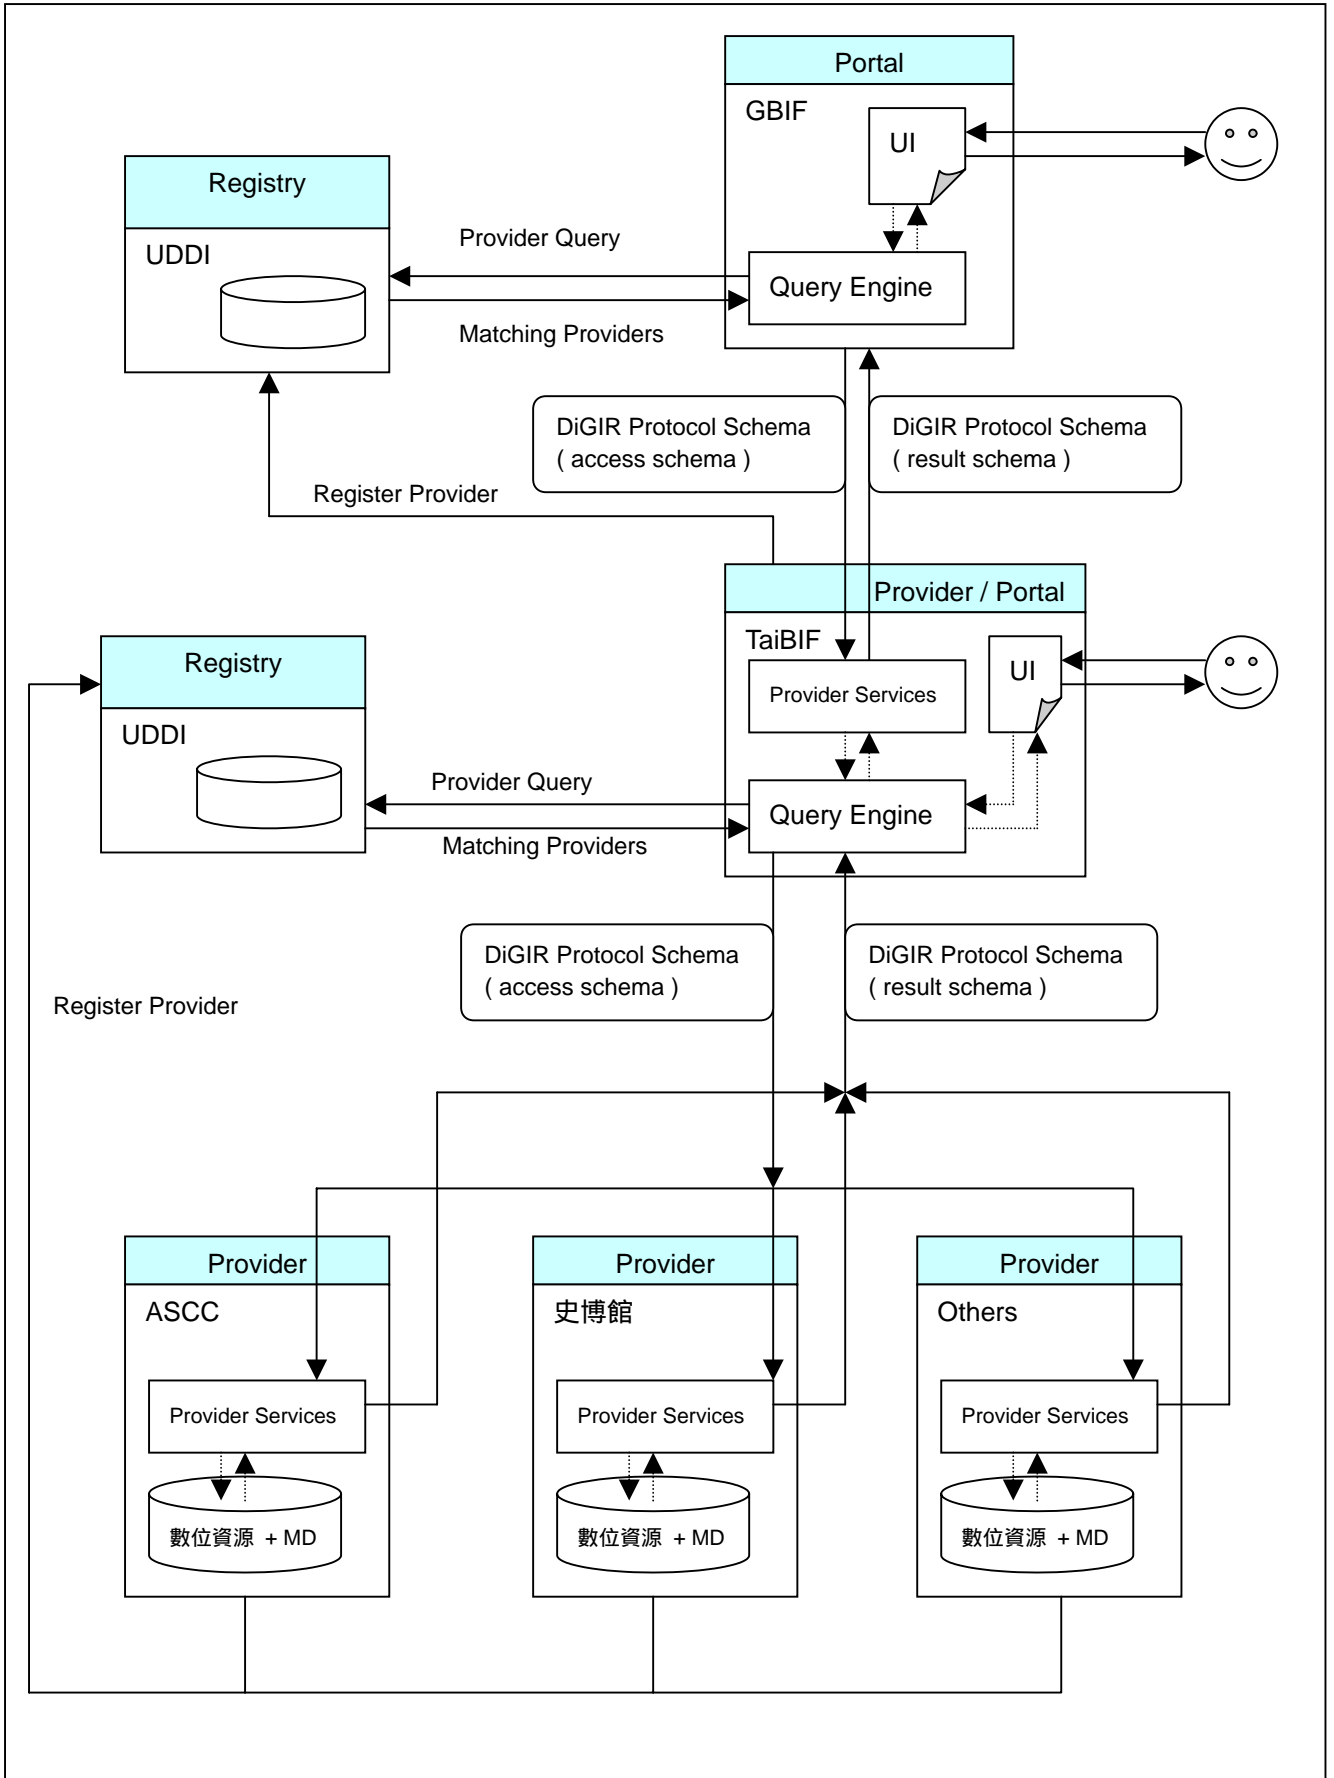 Portal
GBIF
UI
Registry
UDDI
Provider Query
Query Engine
Matching Providers
DiGIR Protocol Schema
( access schema )
DiGIR Protocol Schema
( result schema )
Register Provider
Provider / Portal
TaiBIF
UI
Provider Services
Registry
UDDI
Provider Query
Query Engine
Matching Providers
DiGIR Protocol Schema
( access schema )
DiGIR Protocol Schema
( result schema )
Register Provider
Provider
ASCC
Provider Services
數位資源 + MD
Provider
史博館
Provider Services
數位資源 + MD
Provider
Others
Provider Services
數位資源 + MD